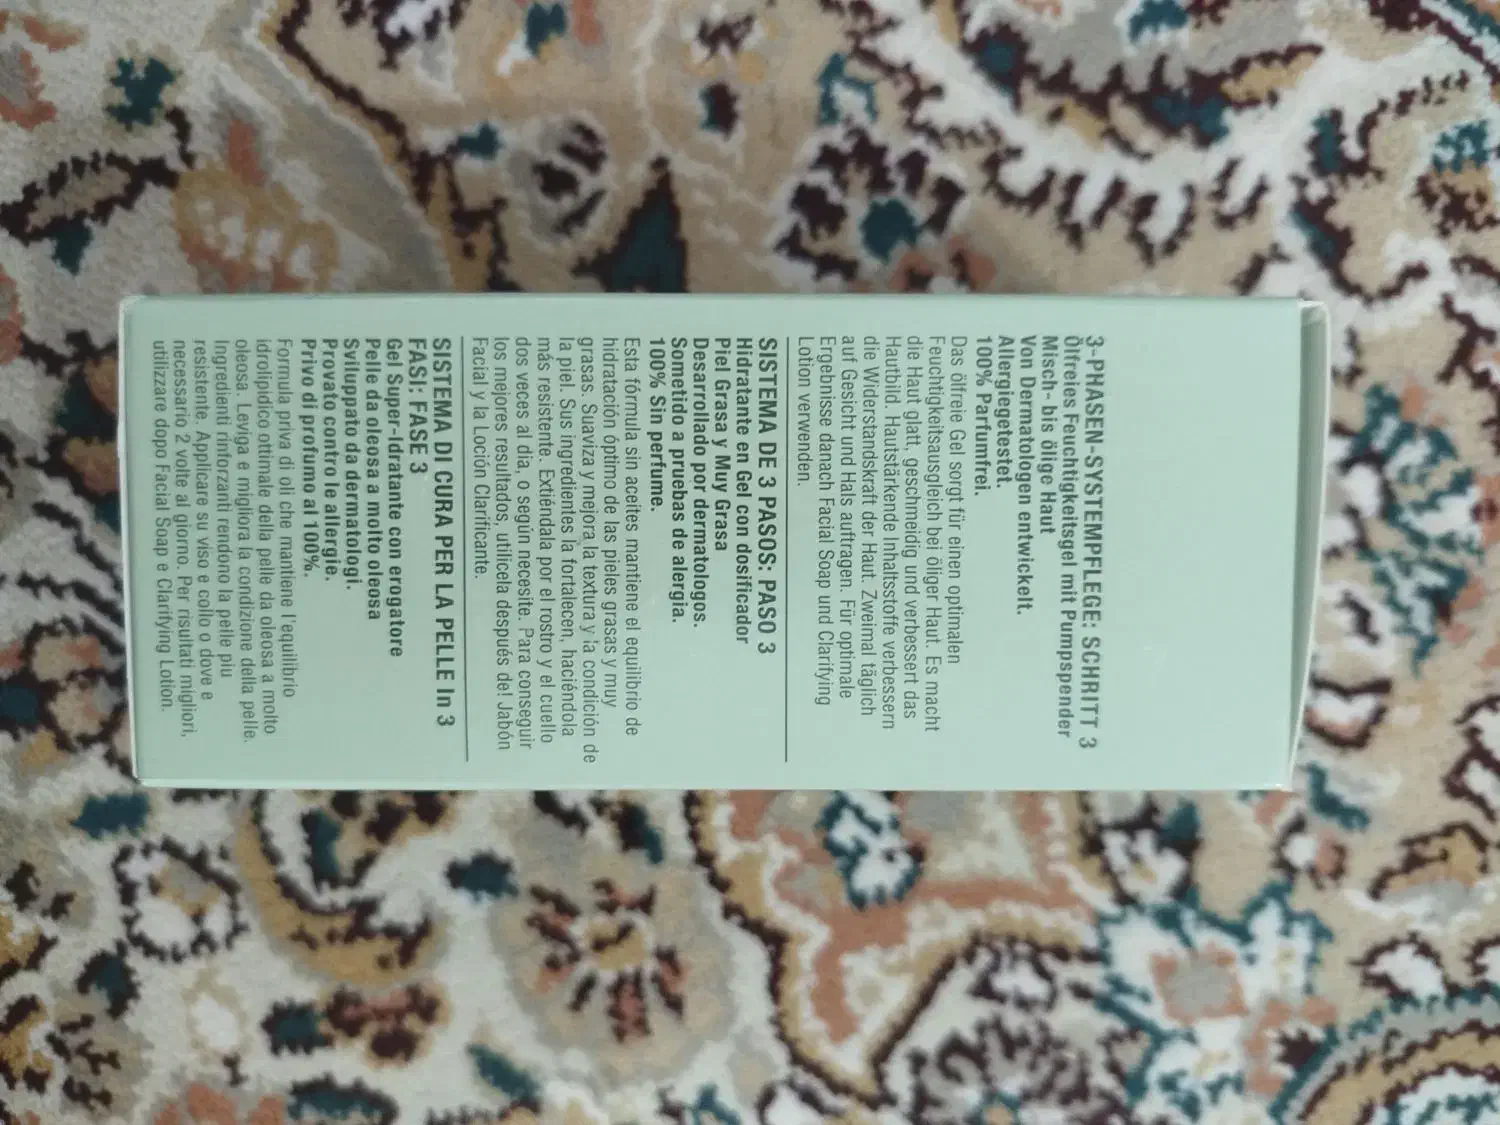 3-PHASEN-SYSTEMPFLEGE: SCHRITT 3
Ölfreies Feuchtigkeitsgel mit Pumpspender
Misch- bis ölige Haut
Von Dermatologen entwickelt.
Allergiegetestet.
100% Parfumfrei.
Das ölfreie Gel sorgt für einen optimalen
Feuchtigkeitsausgleich bei öliger Haut. Es macht
die Haut glatt, geschmeidig und verbessert das
Hautbild. Hautstärkende Inhaltsstoffe verbessern
die Widerstandskraft der Haut. Zweimal täglich
auf Gesicht und Hals auftragen. Für optimale
Ergebnisse danach Facial Soap und Clarifying
Lotion verwenden.
SISTEMA DE 3 PASOS: PASO 3
Hidratante en Gel con dosificador
Piel Grasa y Muy Grasa
Desarrollado por dermatologos.
Sometido a pruebas de alergia.
100% Sin perfume.
Esta fórmula sin aceites mantiene el equilibrio de
hidratación óptimo de las pieles grasas y muy
grasas. Suaviza y mejora la textura y la condición de
la piel. Sus ingredientes la fortalecen, haciéndola
más resistente. Extiéndala por el rostro y el cuello
dos veces al dia, o según necesite. Para conseguir
los mejores resultados, utilicela después del Jabón
Facial y la Loción Clarificante.
SISTEMA DI CURA PER LA PELLE In 3
FASI: FASE 3
Gel Super-Idratante con erogatore
Pelle da oleosa a molto oleosa
Sviluppato da dermatologi.
Provato contro le allergie.
Privo di profumo al 100%.
Formula priva di oli che mantiene l'equilibrio
idrolipidico ottimale della pelle da oleosa a molto
oleosa. Leviga e migliora la condizione della pelle.
Ingredienti rinforzanti rendono la pelle più
resistente. Applicare su viso e collo o dove e
necessario 2 volte al giorno. Per risultati migliori,
utilizzare dopo Facial Soap e Clarifying Lotion.